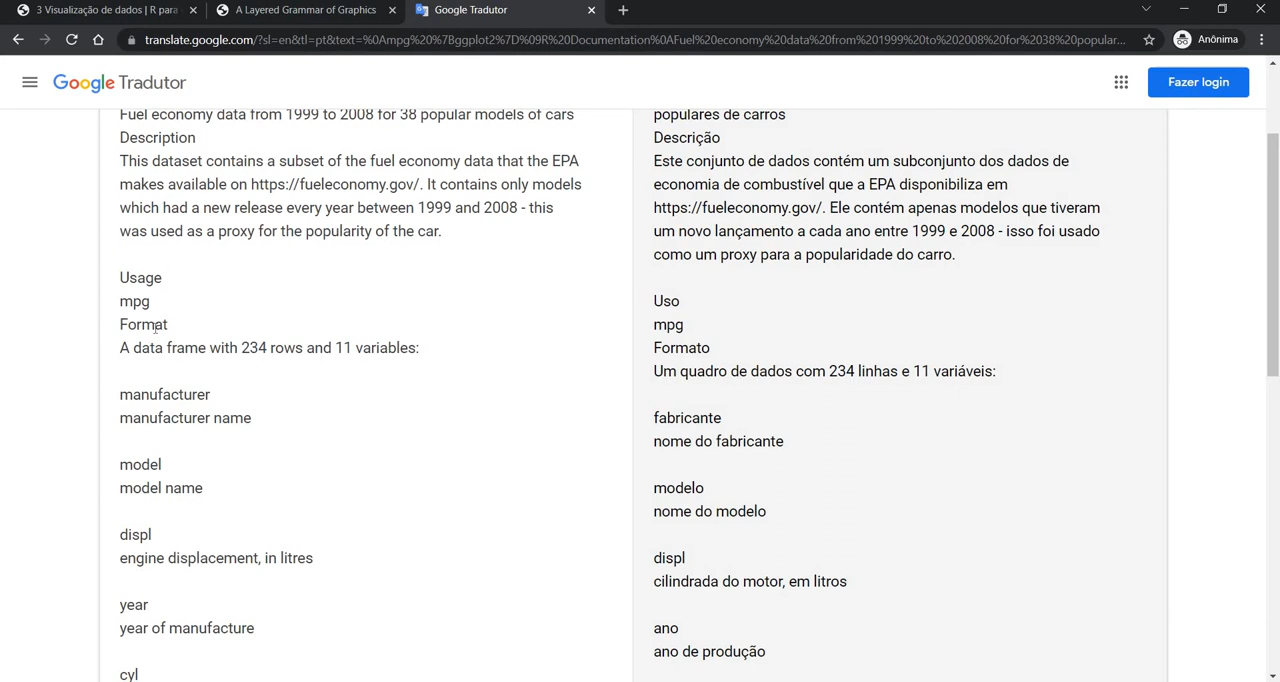 3 Visualização de dados | R para
A Layered Grammar of Graphics
Google Tradutor
translate.google.com/?sl=en&tl=pt&text=%0Ampg%20%7Bggplot2%7D%09R%20Documentation%0AFuel%20economy%20data%20from%201999%20to%202008%20for%2038%20popular...
Anônima
Google Tradutor
Fazer login
Fuel economy data from 1999 to 2008 for 38 popular models of cars
Description
This dataset contains a subset of the fuel economy data that the EPA
makes available on https://fueleconomy.gov/. It contains only models
which had a new release every year between 1999 and 2008 - this
was used as a proxy for the popularity of the car.
Usage
mpg
Format
A data frame with 234 rows and 11 variables:
manufacturer
manufacturer name
model
model name
displ
engine displacement, in litres
year
year of manufacture
cyl
populares de carros
Descrição
Este conjunto de dados contém um subconjunto dos dados de
economia de combustível que a EPA disponibiliza em
https://fueleconomy.gov/. Ele contém apenas modelos que tiveram
um novo lançamento a cada ano entre 1999 e 2008 - isso foi usado
como um proxy para a popularidade do carro.
Uso
mpg
Formato
Um quadro de dados com 234 linhas e 11 variáveis:
fabricante
nome do fabricante
modelo
nome do modelo
displ
cilindrada do motor, em litros
ano
ano de produção